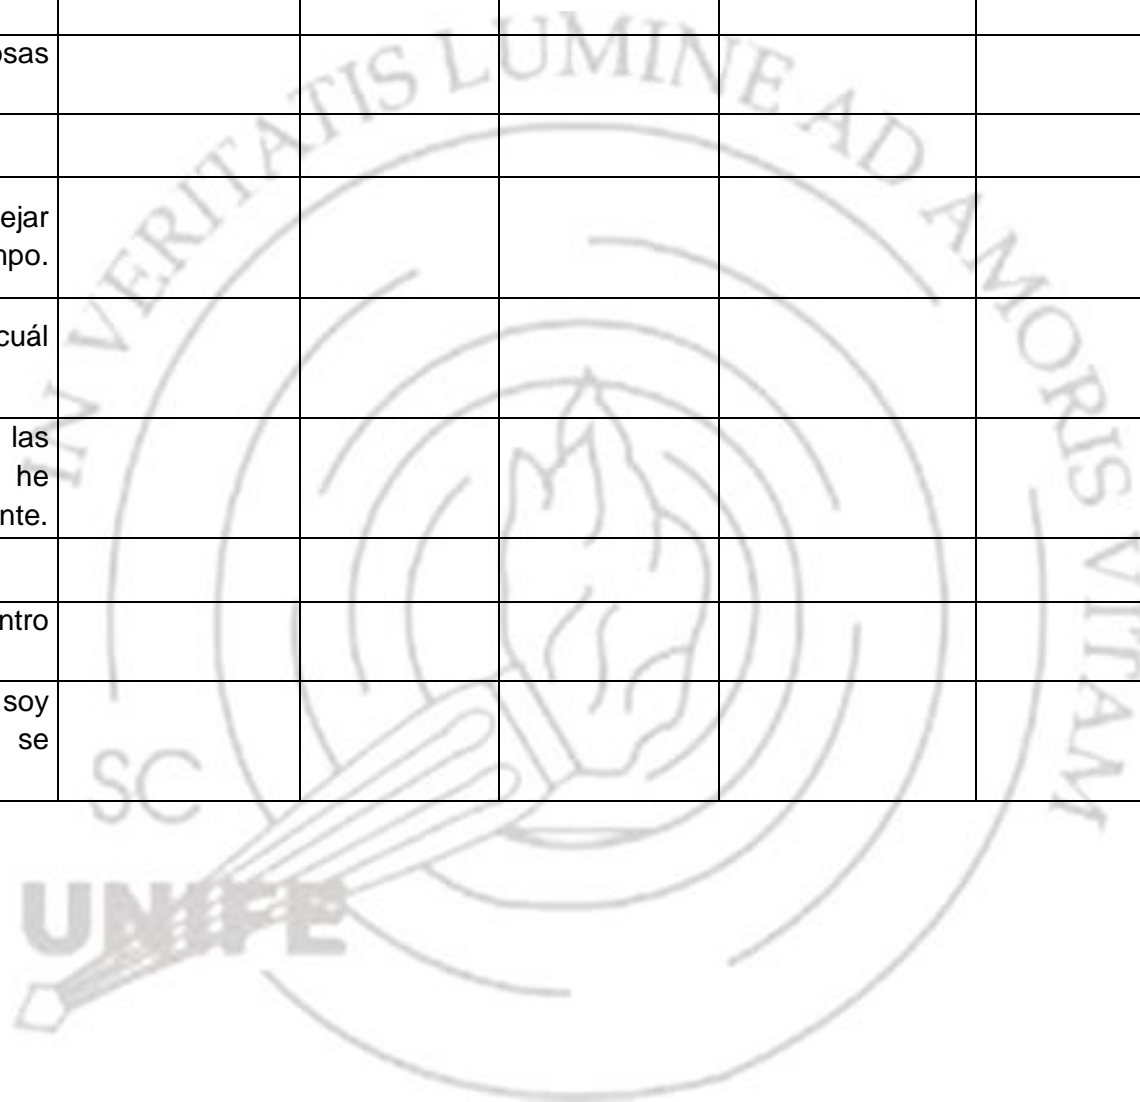 osas
ejar
npo.
cuál
las
he
nte.
ntro
soy
se
IN VERITATIS LUMINE AD AMORIS VITAM
SC
UNIFE